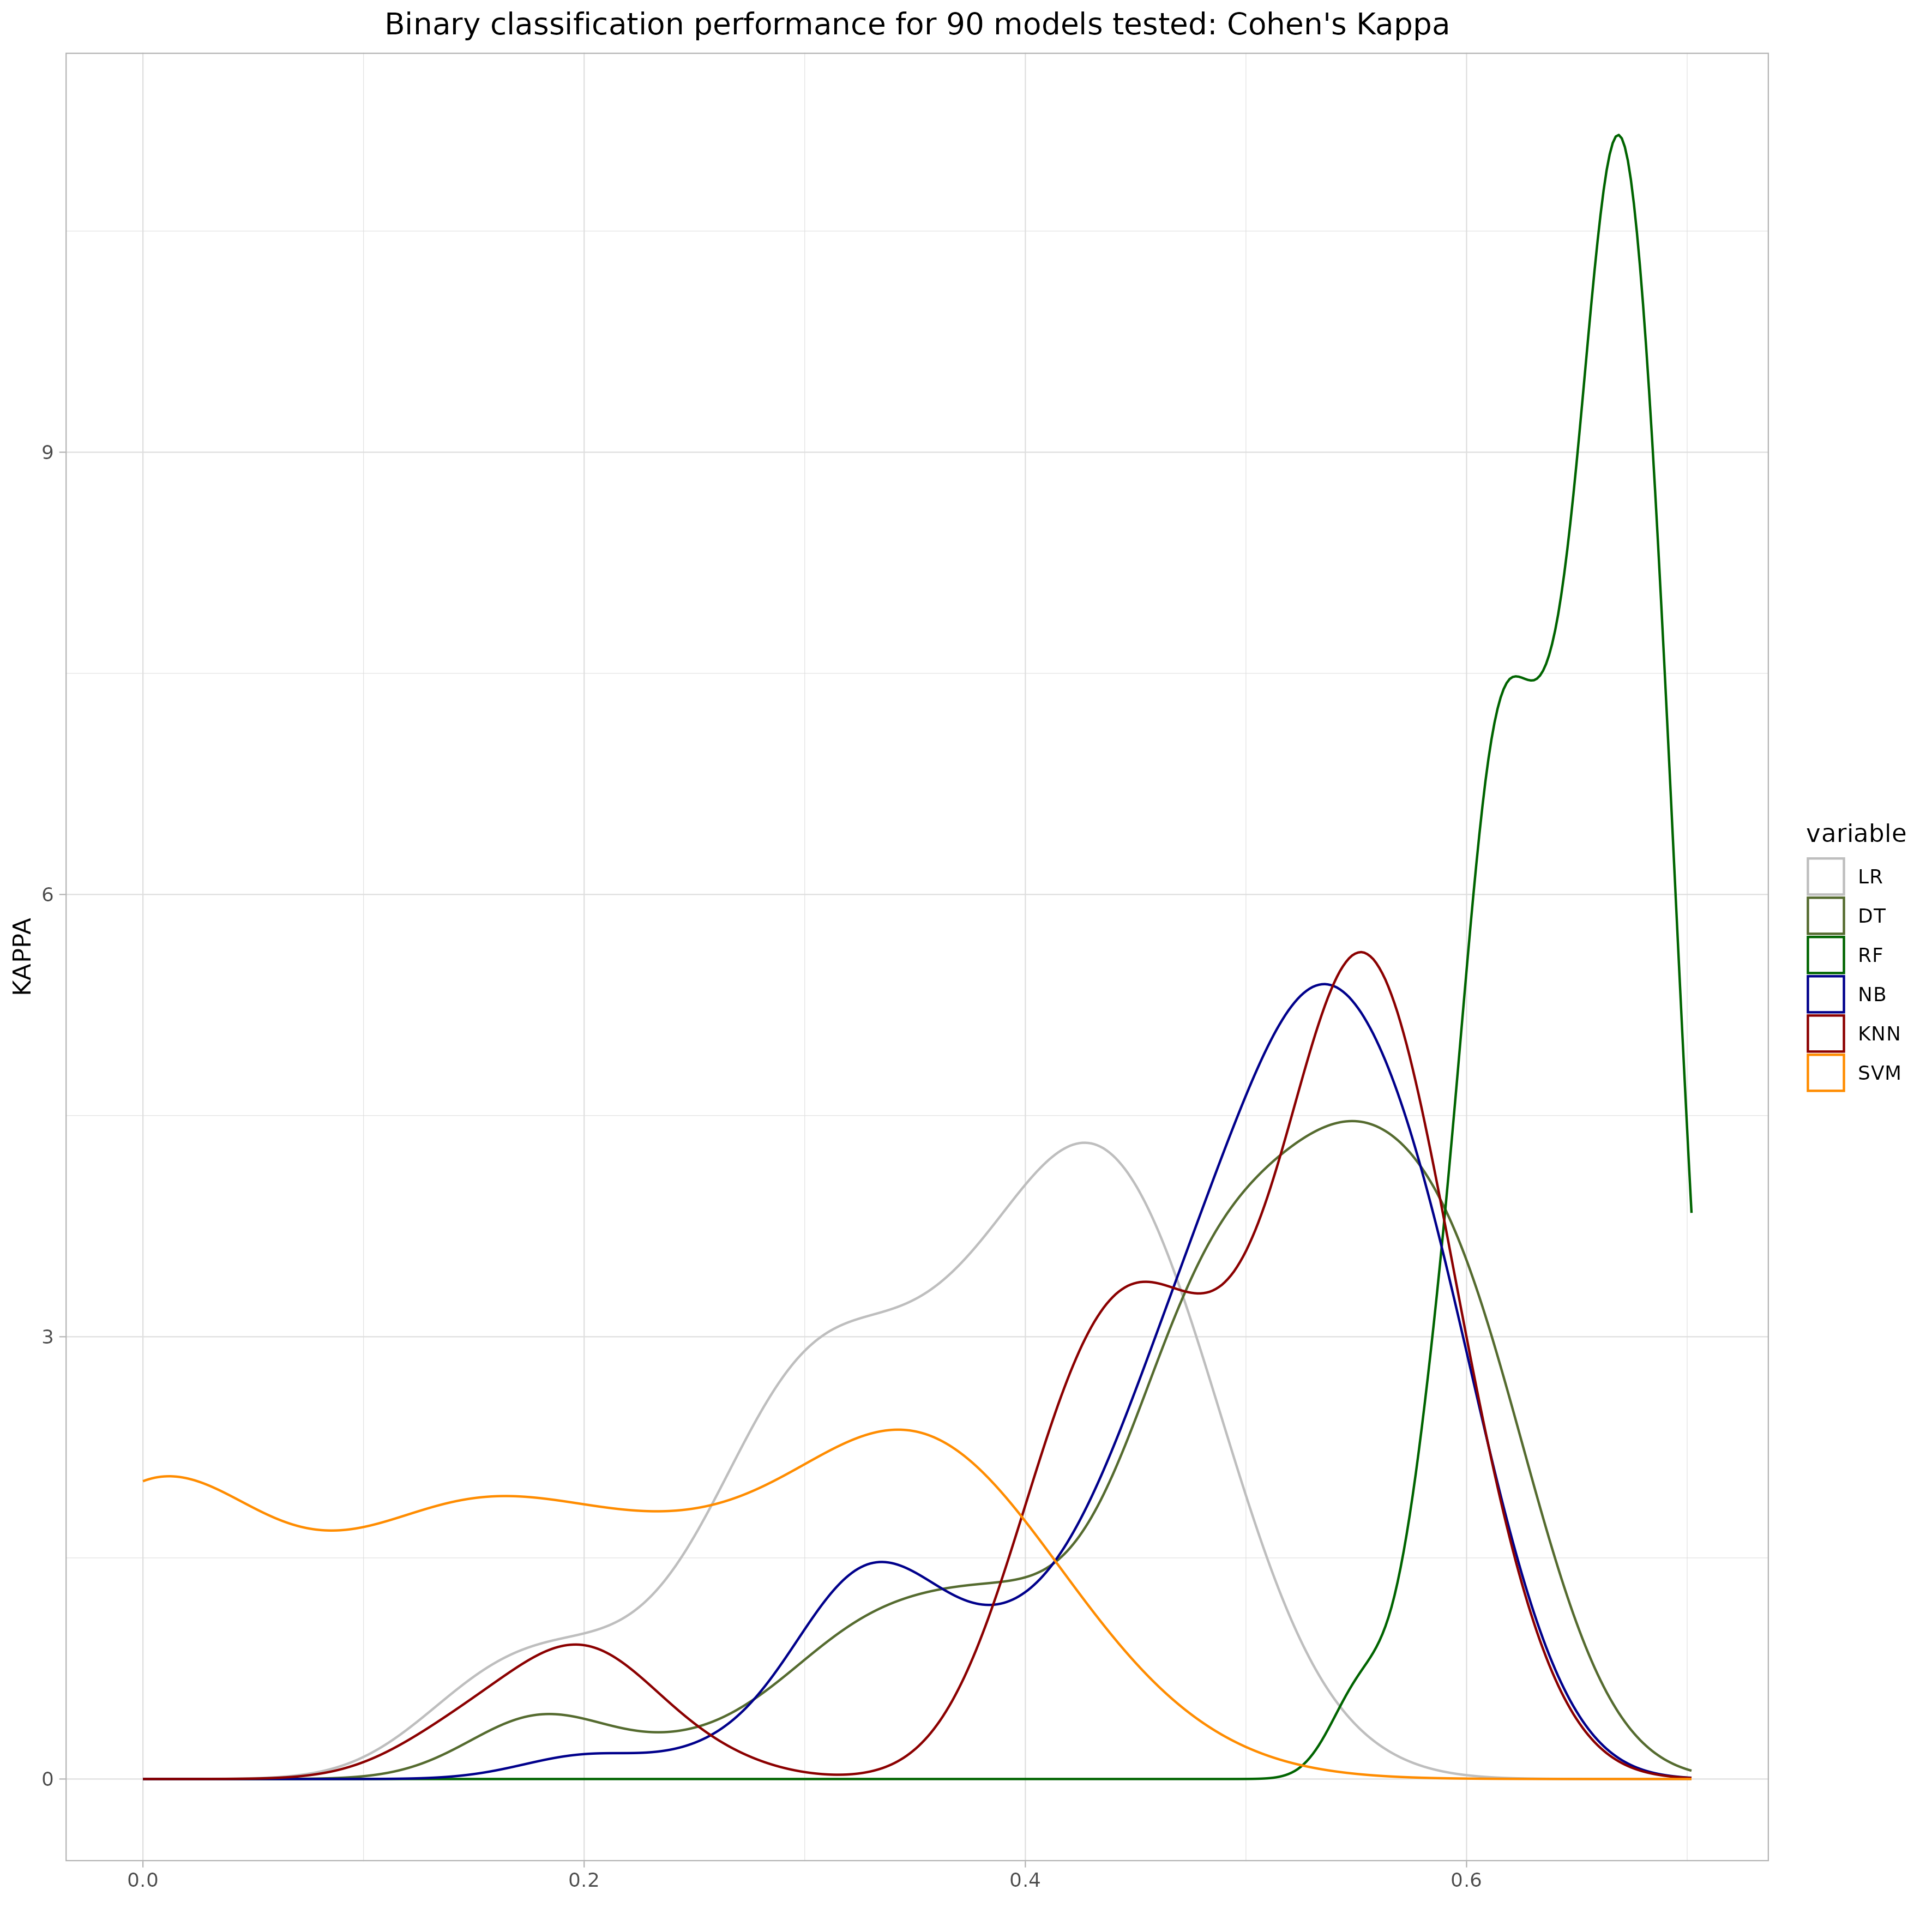 Binary classification performance for 90 models tested: Cohen's Kappa
KAPPA
9
6
3
0
0.0
0.2
0.4
0.6
variable
LR
DT
RF
NB
KNN
SVM